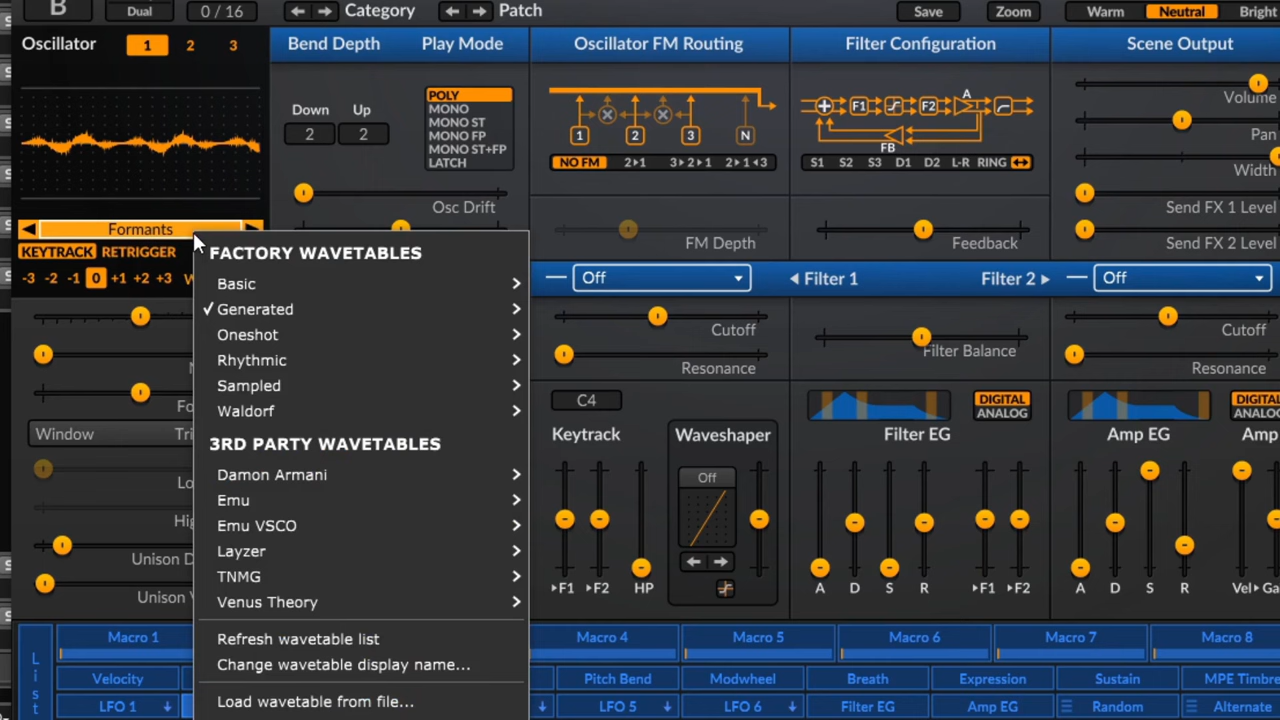 B
Dual
0 / 16
Category
Patch
Save
Zoom
Warm
Neutral
Bright
Oscillator
1
2
3
Bend Depth
Play Mode
Oscillator FM Routing
Filter Configuration
Scene Output
Down
Up
2
2
POLY
MONO
MONO ST
MONO FP
MONO ST+FP
LATCH
1
2
3
N
NO FM
2▸1
3▸2▸1
2▸1◂3
F1
F2
A
FB
S1
S2
S3
D1
D2
L-R
RING
Volume
Pan
Width
Send FX 1 Level
Send FX 2 Level
Osc Drift
FM Depth
Feedback
Formants
KEYTRACK
RETRIGGER
-3 -2 -1 0 +1 +2 +3
FACTORY WAVETABLES
Basic
✓ Generated
Oneshot
Rhythmic
Sampled
Waldorf
3RD PARTY WAVETABLES
Damon Armani
Emu
Emu VSCO
Layzer
TNMG
Venus Theory
Refresh wavetable list
Change wavetable display name...
Load wavetable from file...
Off
Filter 1
Filter 2
Off
Cutoff
Resonance
Filter Balance
Cutoff
Resonance
Window
Unison
C4
Keytrack
▸F1
▸F2
HP
Waveshaper
Off
DIGITAL
ANALOG
Filter EG
A
D
S
R
▸F1
▸F2
DIGITAL
ANALOG
Amp EG
Amp
A
D
S
R
Vel▸
List
Macro 1
Macro 4
Macro 5
Macro 6
Macro 7
Macro 8
Velocity
Pitch Bend
Modwheel
Breath
Expression
Sustain
MPE Timbre
LFO 1
LFO 5
LFO 6
Filter EG
Amp EG
Random
Alternate